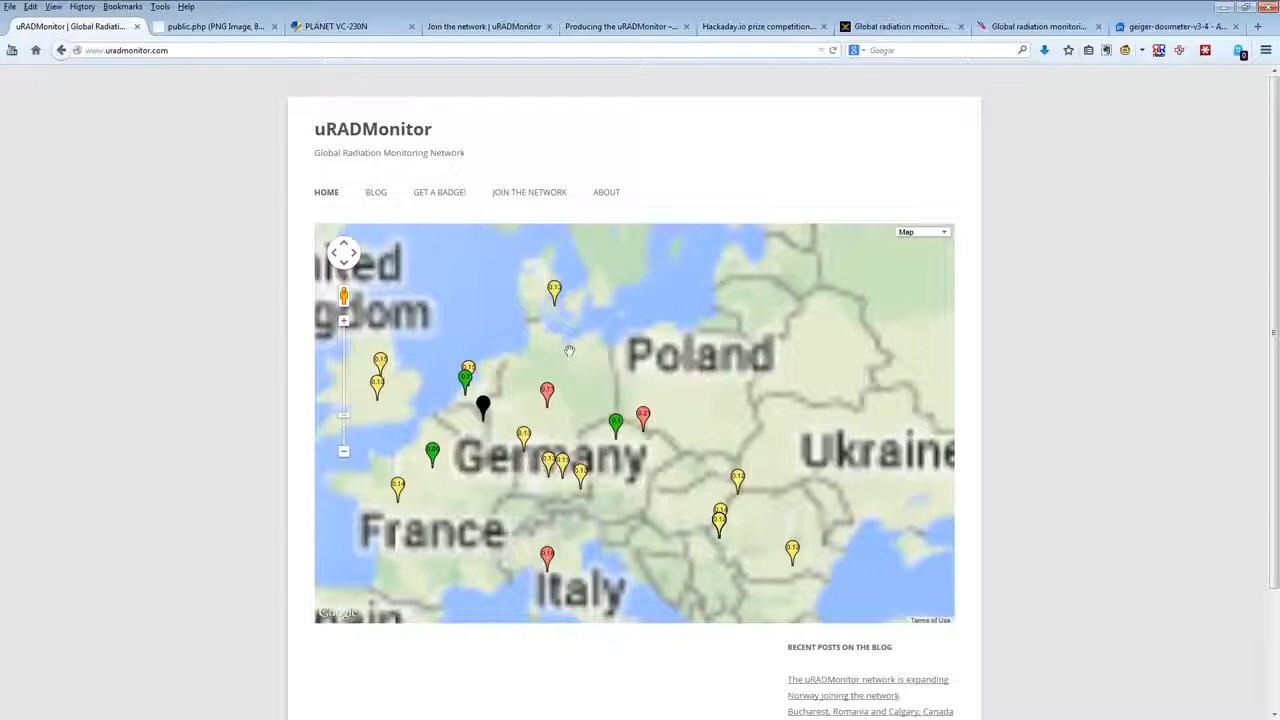 File Edit View History Bookmarks Tools Help
uRADMonitor | Global Radiati...
public.php (PNG Image, 8...
PLANET VC-230N
Join the network | uRADMonitor
Producing the uRADMonitor –...
Hackaday.io prize competition...
Global radiation monitori...
Global radiation monitori...
geiger-dosimeter-v3-4 - A...
www.uradmonitor.com
Google
uRADMonitor
Global Radiation Monitoring Network
HOME BLOG GET A BADGE! JOIN THE NETWORK ABOUT
Map
Poland
Germany
Ukraine
France
Italy
Google
Terms of Use
RECENT POSTS ON THE BLOG
The uRADMonitor network is expanding
Norway joining the network
Bucharest, Romania and Calgary, Canada